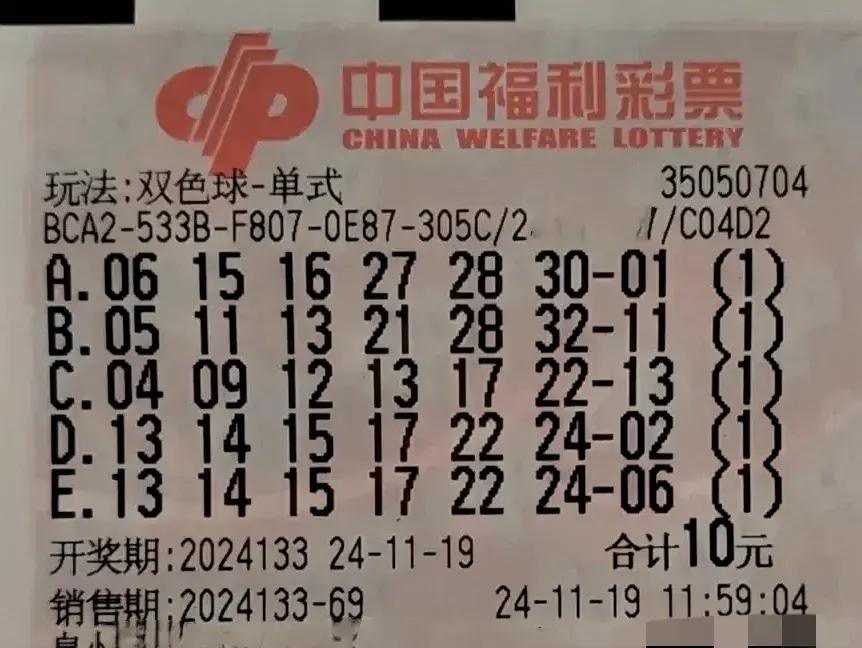 中国福利彩票
CHINA WELFARE LOTTERY
玩法:双色球-单式 35050704
BCA2-533B-F807-0E87-305C/2 /C04D2
A.06 15 16 27 28 30-01 (1)
B.05 11 13 21 28 32-11 (1)
C.04 09 12 13 17 22-13 (1)
D.13 14 15 17 22 24-02 (1)
E.13 14 15 17 22 24-06 (1)
开奖期:2024133 24-11-19 合计10元
销售期:2024133-69 24-11-19 11:59:04